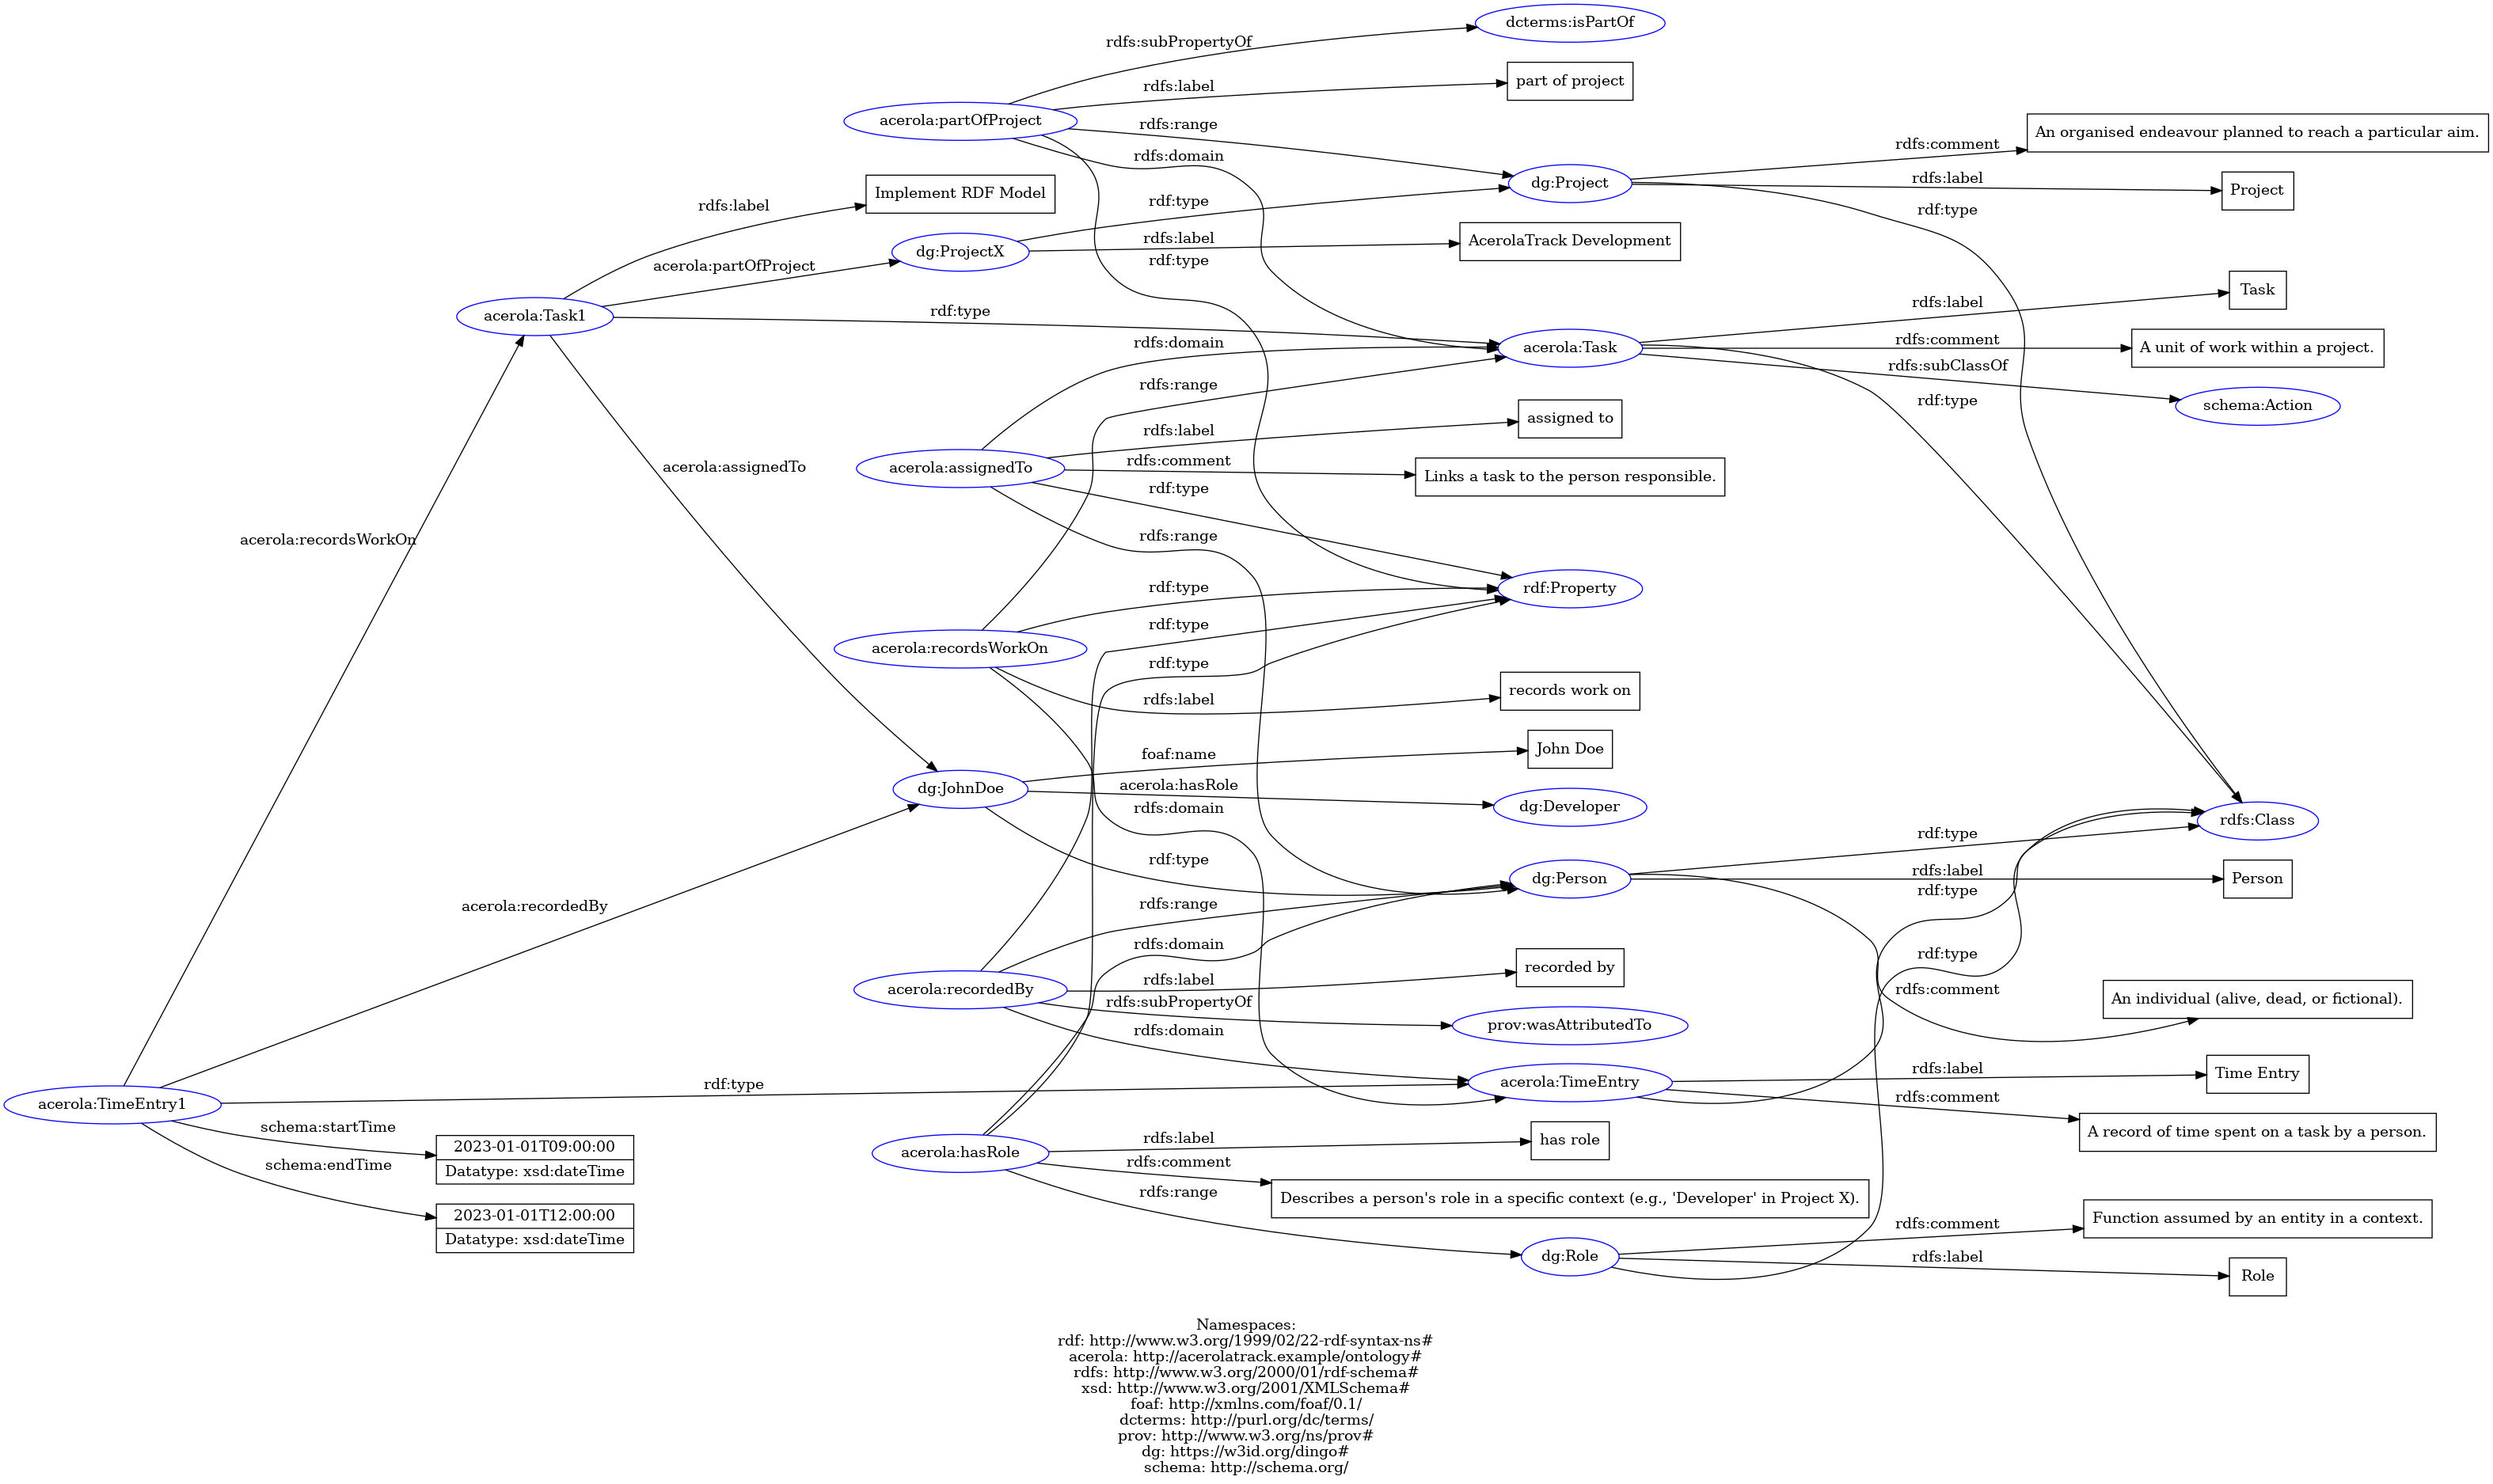 dcterms:isPartOf
rdfs:subPropertyOf
part of project
rdfs:label
acerola:partOfProject
rdfs:range
An organised endeavour planned to reach a particular aim.
rdfs:comment
rdfs:domain
dg:Project
rdfs:label
Project
Implement RDF Model
rdfs:label
rdf:type
rdf:type
AcerolaTrack Development
rdfs:label
dg:ProjectX
acerola:partOfProject
rdf:type
Task
rdfs:label
acerola:Task1
rdf:type
rdfs:domain
acerola:Task
rdfs:comment
A unit of work within a project.
rdfs:subClassOf
rdfs:range
rdf:type
schema:Action
assigned to
rdfs:label
acerola:assignedTo
acerola:assignedTo
rdfs:comment
Links a task to the person responsible.
rdf:type
rdfs:range
acerola:recordsWorkOn
rdf:type
rdf:Property
rdf:type
acerola:recordsWorkOn
rdf:type
rdfs:label
records work on
foaf:name
John Doe
dg:JohnDoe
acerola:hasRole
dg:Developer
rdfs:domain
rdfs:Class
rdf:type
rdf:type
dg:Person
rdfs:label
Person
rdf:type
acerola:recordedBy
rdfs:range
rdfs:domain
rdf:type
recorded by
rdfs:label
acerola:recordedBy
rdfs:comment
An individual (alive, dead, or fictional).
rdfs:subPropertyOf
prov:wasAttributedTo
rdfs:domain
rdfs:label
Time Entry
rdf:type
acerola:TimeEntry
rdfs:comment
acerola:TimeEntry1
schema:startTime
A record of time spent on a task by a person.
rdfs:label
has role
2023-01-01T09:00:00
Datatype: xsd:dateTime
acerola:hasRole
rdfs:comment
schema:endTime
rdfs:range
Describes a person's role in a specific context (e.g., 'Developer' in Project X).
2023-01-01T12:00:00
Datatype: xsd:dateTime
rdfs:comment
Function assumed by an entity in a context.
dg:Role
rdfs:label
Role
Namespaces:
rdf: http://www.w3.org/1999/02/22-rdf-syntax-ns#
acerola: http://acerolatrack.example/ontology#
rdfs: http://www.w3.org/2000/01/rdf-schema#
xsd: http://www.w3.org/2001/XMLSchema#
foaf: http://xmlns.com/foaf/0.1/
dcterms: http://purl.org/dc/terms/
prov: http://www.w3.org/ns/prov#
dg: https://w3id.org/dingo#
schema: http://schema.org/